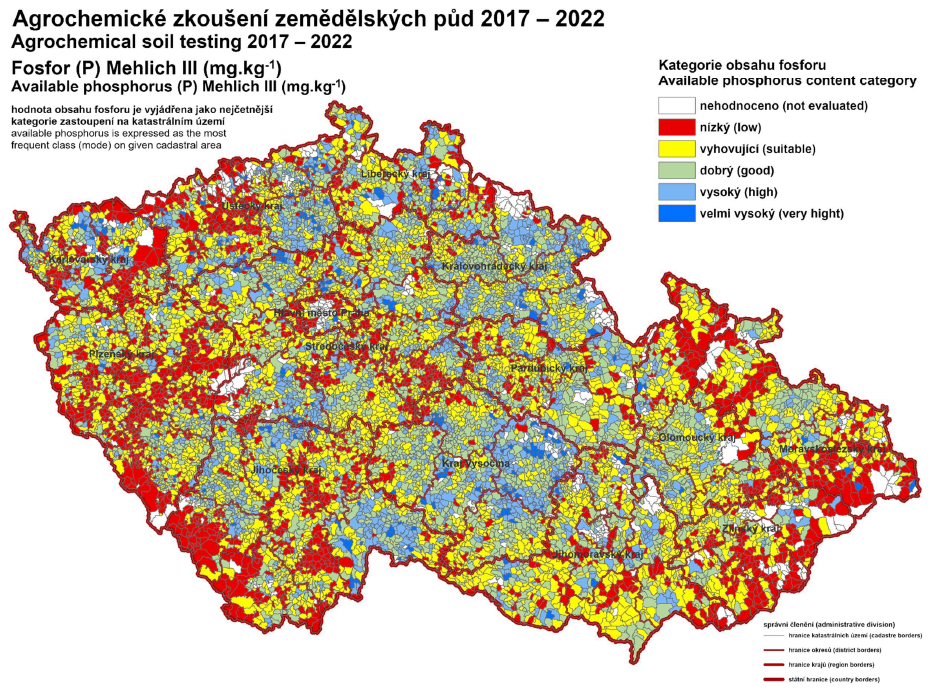 Agrochemické zkoušení zemědělských půd 2017 – 2022
Agrochemical soil testing 2017 – 2022
Fosfor (P) Mehlich III (mg.kg⁻¹)
Available phosphorus (P) Mehlich III (mg.kg⁻¹)
hodnota obsahu fosforu je vyjádřena jako nejčetnější
kategorie zastoupení na katastrálním území
available phosphorus is expressed as the most
frequent class (mode) on given cadastral area
Kategorie obsahu fosforu
Available phosphorus content category
nehodnoceno (not evaluated)
nízký (low)
vyhovující (suitable)
dobrý (good)
vysoký (high)
velmi vysoký (very hight)
Liberecký kraj
Ústecký kraj
Karlovarský kraj
Královohradecký kraj
Hlavní město Praha
Středočeský kraj
Plzeňský kraj
Pardubický kraj
Olomoucký kraj
Moravskoslezský kraj
Kraj Vysočina
Jihočeský kraj
Zlínský kraj
Jihomoravský kraj
správní členění (administrative division)
hranice katastrálních území (cadastre borders)
hranice okresů (district borders)
hranice krajů (region borders)
státní hranice (country borders)